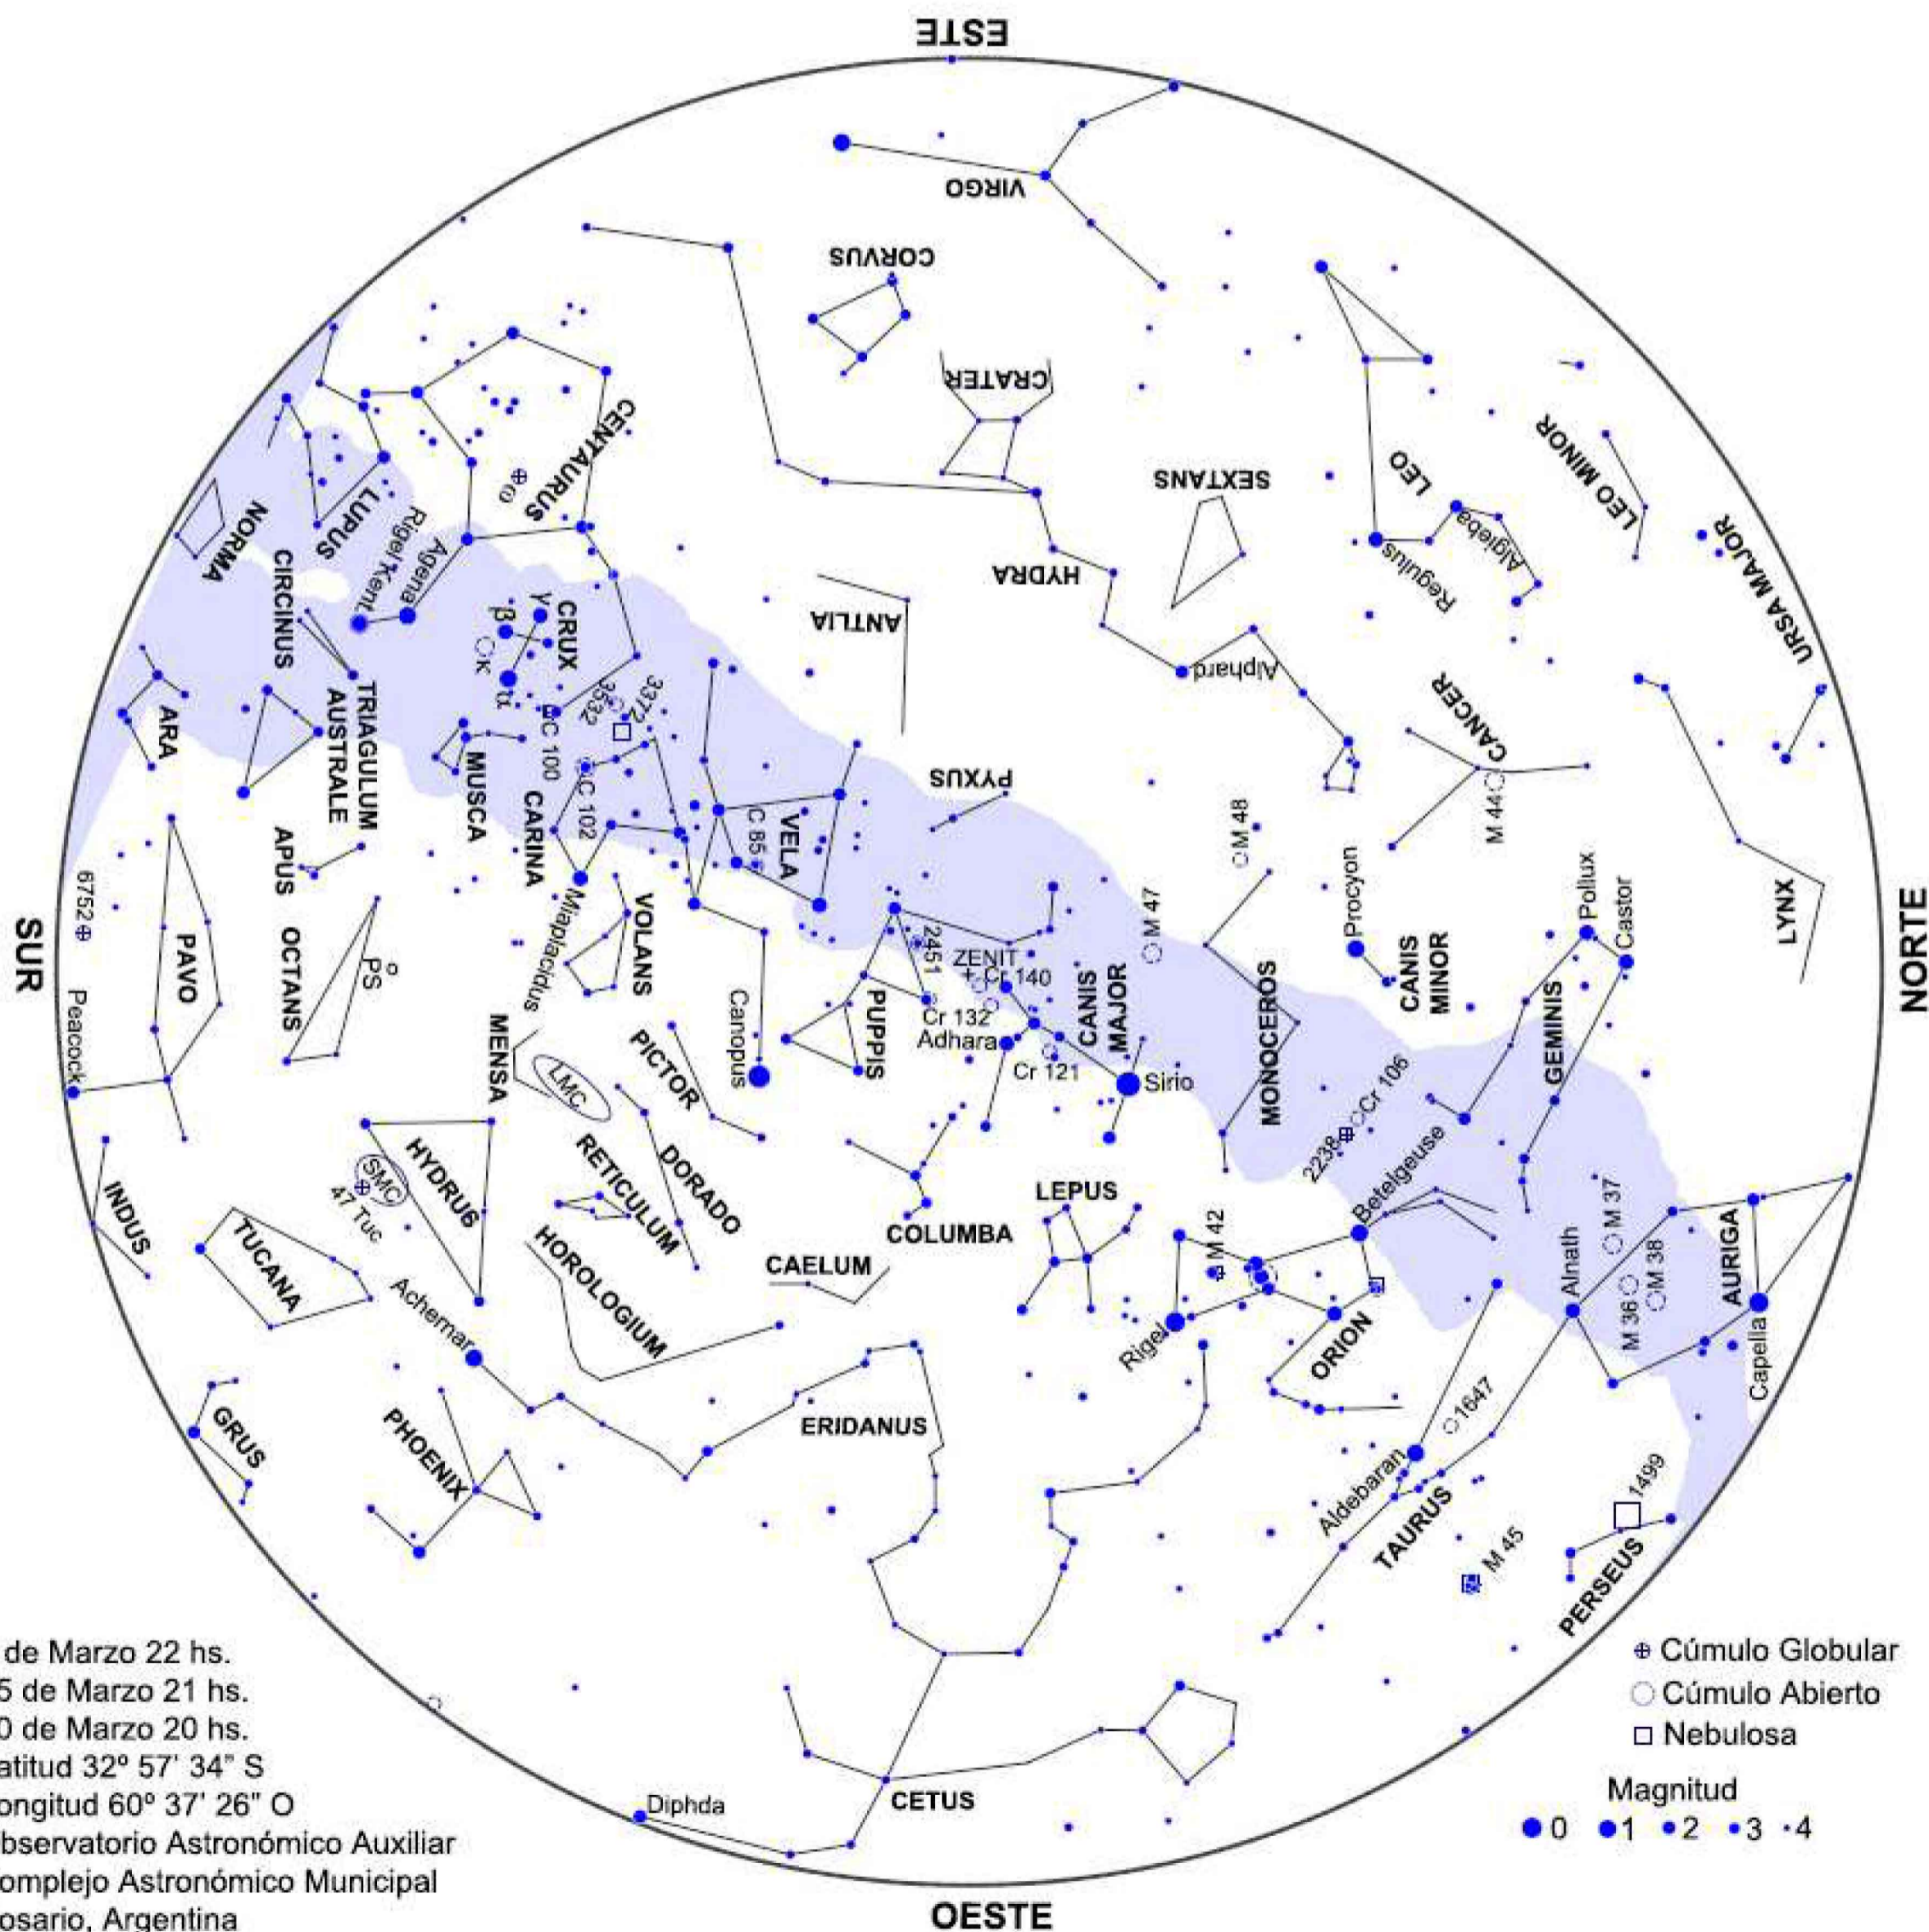 ESTE
VIRGO
CORVUS
CRATER
CENTAURUS
ω
SEXTANS
LEO
LEO MINOR
URSA MAJOR
Algieba
Regulus
HYDRA
Alphard
ANTLIA
NORMA
LUPUS
CIRCINUS
Rigel Kent.
Agena
CRUX
γ
β
κ
α
3532
3372
C 100
C 102
ARA
TRIAGULUM
AUSTRALE
MUSCA
CARINA
VELA
C 85
PYXUS
CANCER
M 44
M 48
M 47
Procyon
CANIS
MINOR
Pollux
Castor
LYNX
NORTE
SUR
6752
PAVO
Peacock
APUS
OCTANS
PS
Miaplacidus
VOLANS
MENSA
LMC
PICTOR
Canopus
PUPPIS
2451
ZENIT
+ Cr 140
Cr 132
Adhara
Cr 121
CANIS
MAJOR
Sirio
MONOCEROS
GEMINIS
Cr 106
2238
Betelgeuse
INDUS
TUCANA
SMC
47 Tuc
HYDRUS
RETICULUM
DORADO
HOROLOGIUM
CAELUM
COLUMBA
LEPUS
M 42
Rigel
ORION
Alnath
M 37
M 36
M 38
AURIGA
Capella
Achernar
GRUS
PHOENIX
ERIDANUS
1647
Aldebaran
TAURUS
M 45
1499
PERSEUS
CETUS
Diphda
OESTE
de Marzo 22 hs.
5 de Marzo 21 hs.
0 de Marzo 20 hs.
atitud 32º 57' 34" S
ongitud 60º 37' 26" O
bservatorio Astronómico Auxiliar
omplejo Astronómico Municipal
osario, Argentina
Cúmulo Globular
Cúmulo Abierto
Nebulosa
Magnitud
0 1 2 3 4